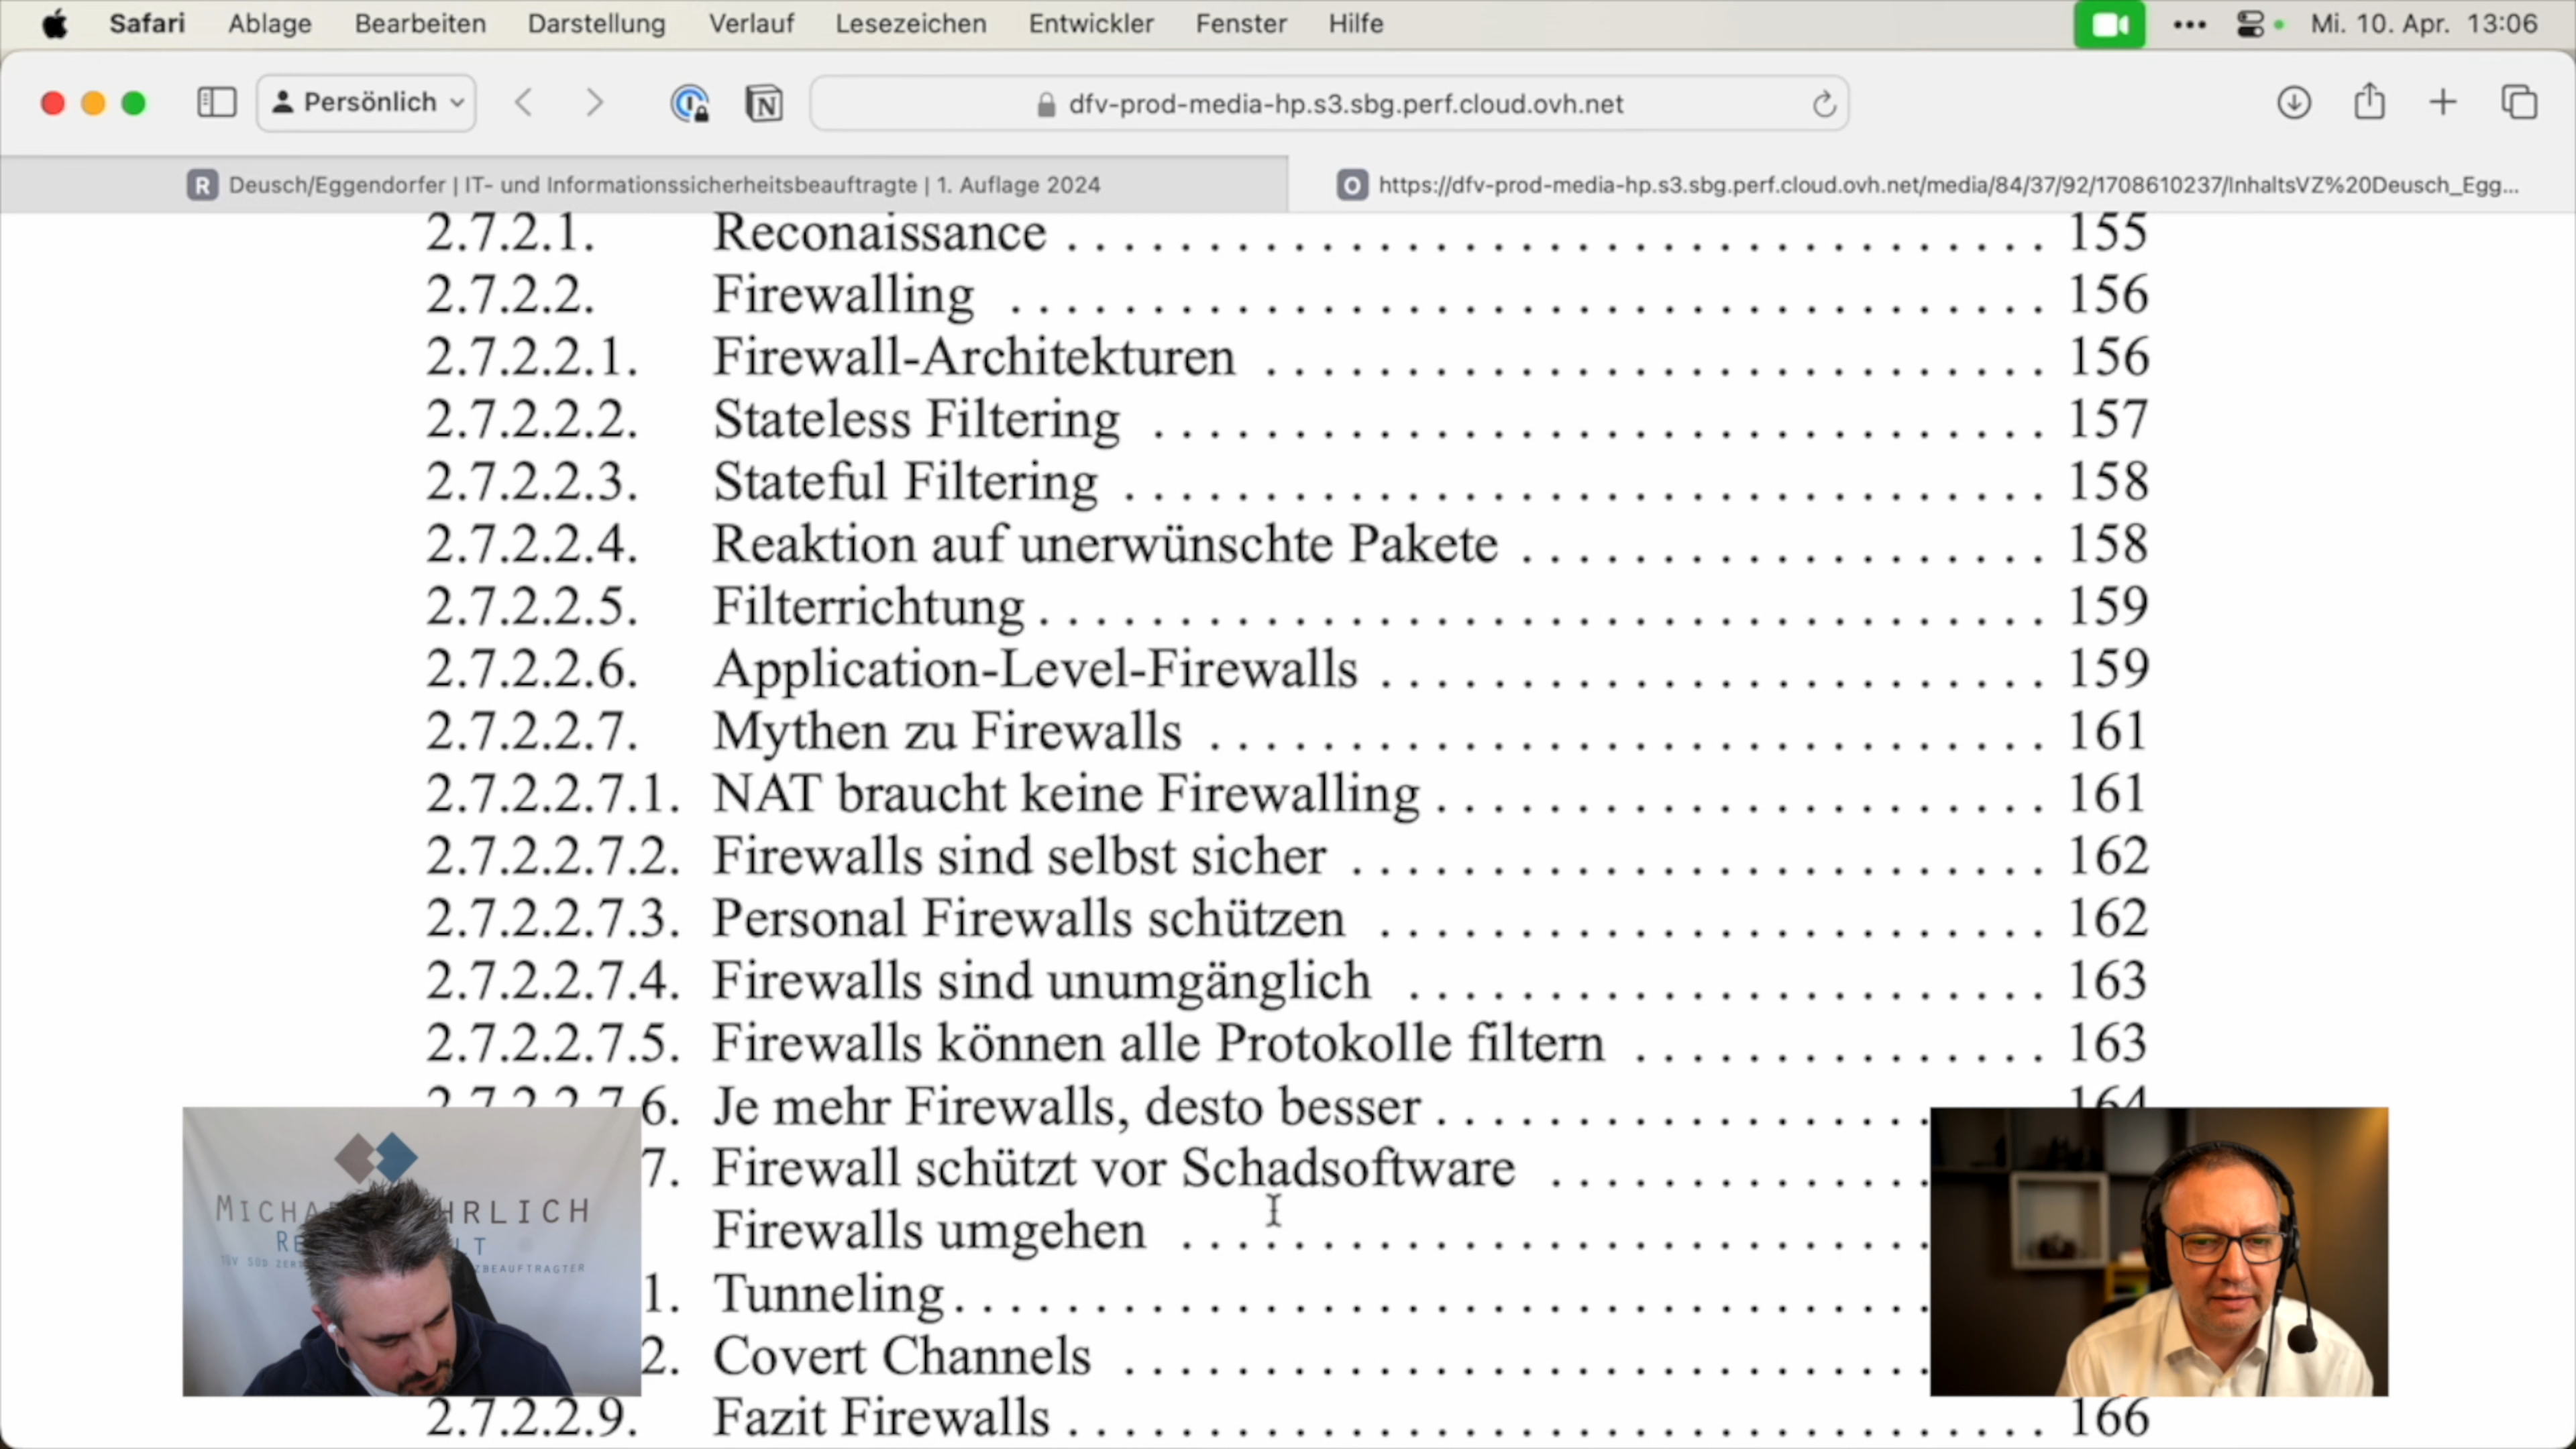 Safari Ablage Bearbeiten Darstellung Verlauf Lesezeichen Entwickler Fenster Hilfe Mi. 10. Apr. 13:06
Persönlich dfv-prod-media-hp.s3.sbg.perf.cloud.ovh.net
R Deusch/Eggendorfer | IT- und Informationssicherheitsbeauftragte | 1. Auflage 2024 O https://dfv-prod-media-hp.s3.sbg.perf.cloud.ovh.net/media/84/37/92/1708610237/InhaltsVZ%20Deusch_Egg...
2.7.2.1. Reconaissance . . . . . . . . . . . . . . . . . . . . . . . . . . . . . . . . . . . 155
2.7.2.2. Firewalling . . . . . . . . . . . . . . . . . . . . . . . . . . . . . . . . . . . . . 156
2.7.2.2.1. Firewall-Architekturen . . . . . . . . . . . . . . . . . . . . . . . . . . . . 156
2.7.2.2.2. Stateless Filtering . . . . . . . . . . . . . . . . . . . . . . . . . . . . . . . . 157
2.7.2.2.3. Stateful Filtering . . . . . . . . . . . . . . . . . . . . . . . . . . . . . . . . . 158
2.7.2.2.4. Reaktion auf unerwünschte Pakete . . . . . . . . . . . . . . . . . . . 158
2.7.2.2.5. Filterrichtung . . . . . . . . . . . . . . . . . . . . . . . . . . . . . . . . . . . . 159
2.7.2.2.6. Application-Level-Firewalls . . . . . . . . . . . . . . . . . . . . . . . . 159
2.7.2.2.7. Mythen zu Firewalls . . . . . . . . . . . . . . . . . . . . . . . . . . . . . . 161
2.7.2.2.7.1. NAT braucht keine Firewalling . . . . . . . . . . . . . . . . . . . . . . 161
2.7.2.2.7.2. Firewalls sind selbst sicher . . . . . . . . . . . . . . . . . . . . . . . . . 162
2.7.2.2.7.3. Personal Firewalls schützen . . . . . . . . . . . . . . . . . . . . . . . . 162
2.7.2.2.7.4. Firewalls sind unumgänglich . . . . . . . . . . . . . . . . . . . . . . . 163
2.7.2.2.7.5. Firewalls können alle Protokolle filtern . . . . . . . . . . . . . . . 163
2.7.2.2.7.6. Je mehr Firewalls, desto besser . . . . . . . . . . . . . . . . . . 164
7. Firewall schützt vor Schadsoftware . . . . . . . . . . . . . .
Firewalls umgehen . . . . . . . . . . . . . . . . . . . . . . . . . . .
1. Tunneling . . . . . . . . . . . . . . . . . . . . . . . . . . . . . . . . . . .
2. Covert Channels . . . . . . . . . . . . . . . . . . . . . . . . . . . . .
2.7.2.2.9. Fazit Firewalls . . . . . . . . . . . . . . . . . . . . . . . . . . . . . . . . . . . 166